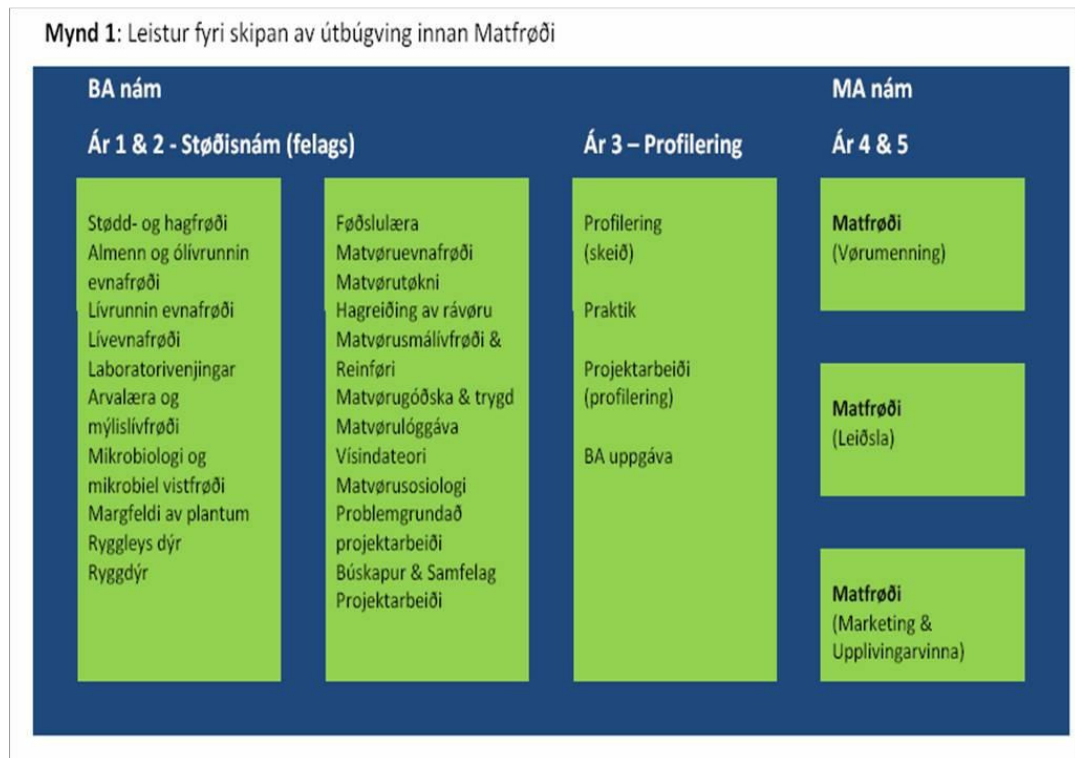 Mynd 1: Leistur fyri skipan av útbúgving innan Matfrøði
BA nám
Ár 1 & 2 - Støðisnám (felags)
Stødd- og hagfrøði
Almenn og ólívrunnin
evnafrøði
Lívrunnin evnafrøði
Lívevnafrøði
Laboratorivenjingar
Arvalæra og
mýlislívfrøði
Mikrobiologi og
mikrobiel vistfrøði
Margfeldi av plantum
Ryggleys dýr
Ryggdýr
Føðslulæra
Matvøruevnafrøði
Matvørutøkni
Hagreiðing av rávøru
Matvørusmálívfrøði &
Reinføri
Matvørugóðska & trygd
Matvørulóggáva
Vísindateori
Matvørusosiologi
Problemgrundað
projektarbeiði
Búskapur & Samfelag
Projektarbeiði
Ár 3 – Profilering
Profilering
(skeið)
Praktik
Projektarbeiði
(profilering)
BA uppgáva
MA nám
Ár 4 & 5
Matfrøði
(Vørumenning)
Matfrøði
(Leiðsla)
Matfrøði
(Marketing &
Upplivingarvinna)